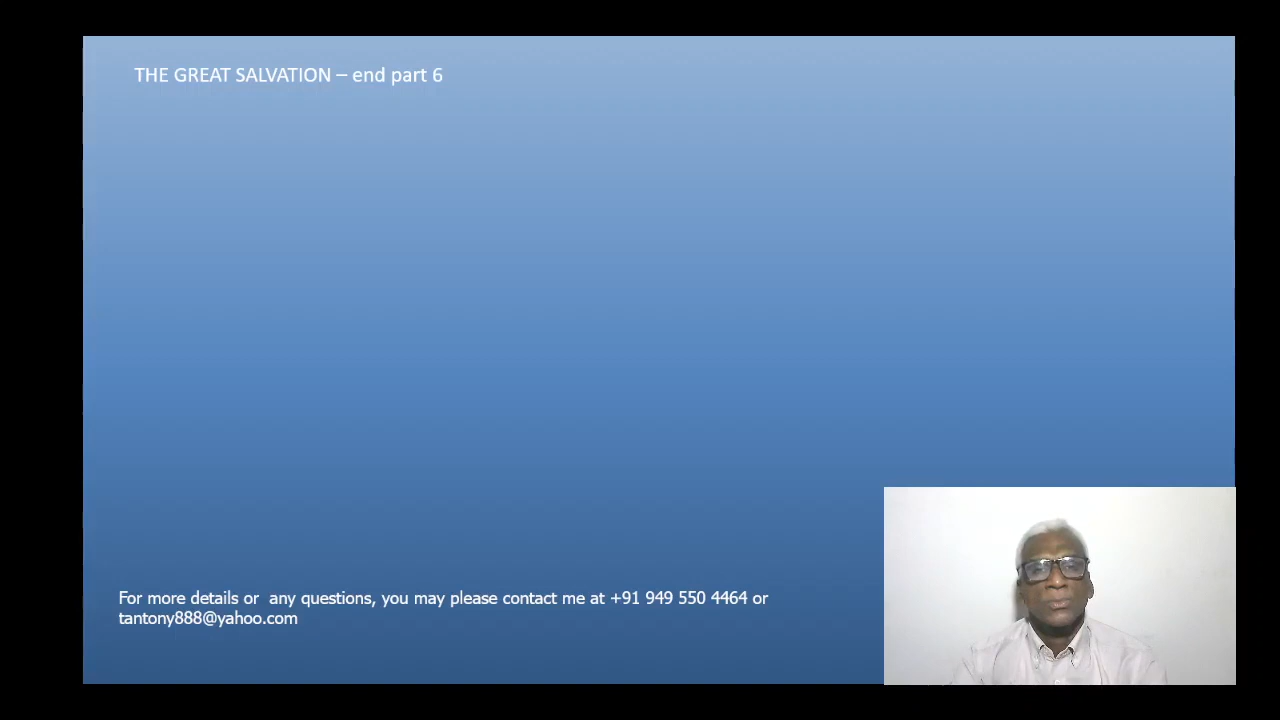 THE GREAT SALVATION – end part 6
For more details or  any questions, you may please contact me at +91 949 550 4464 or
tantony888@yahoo.com